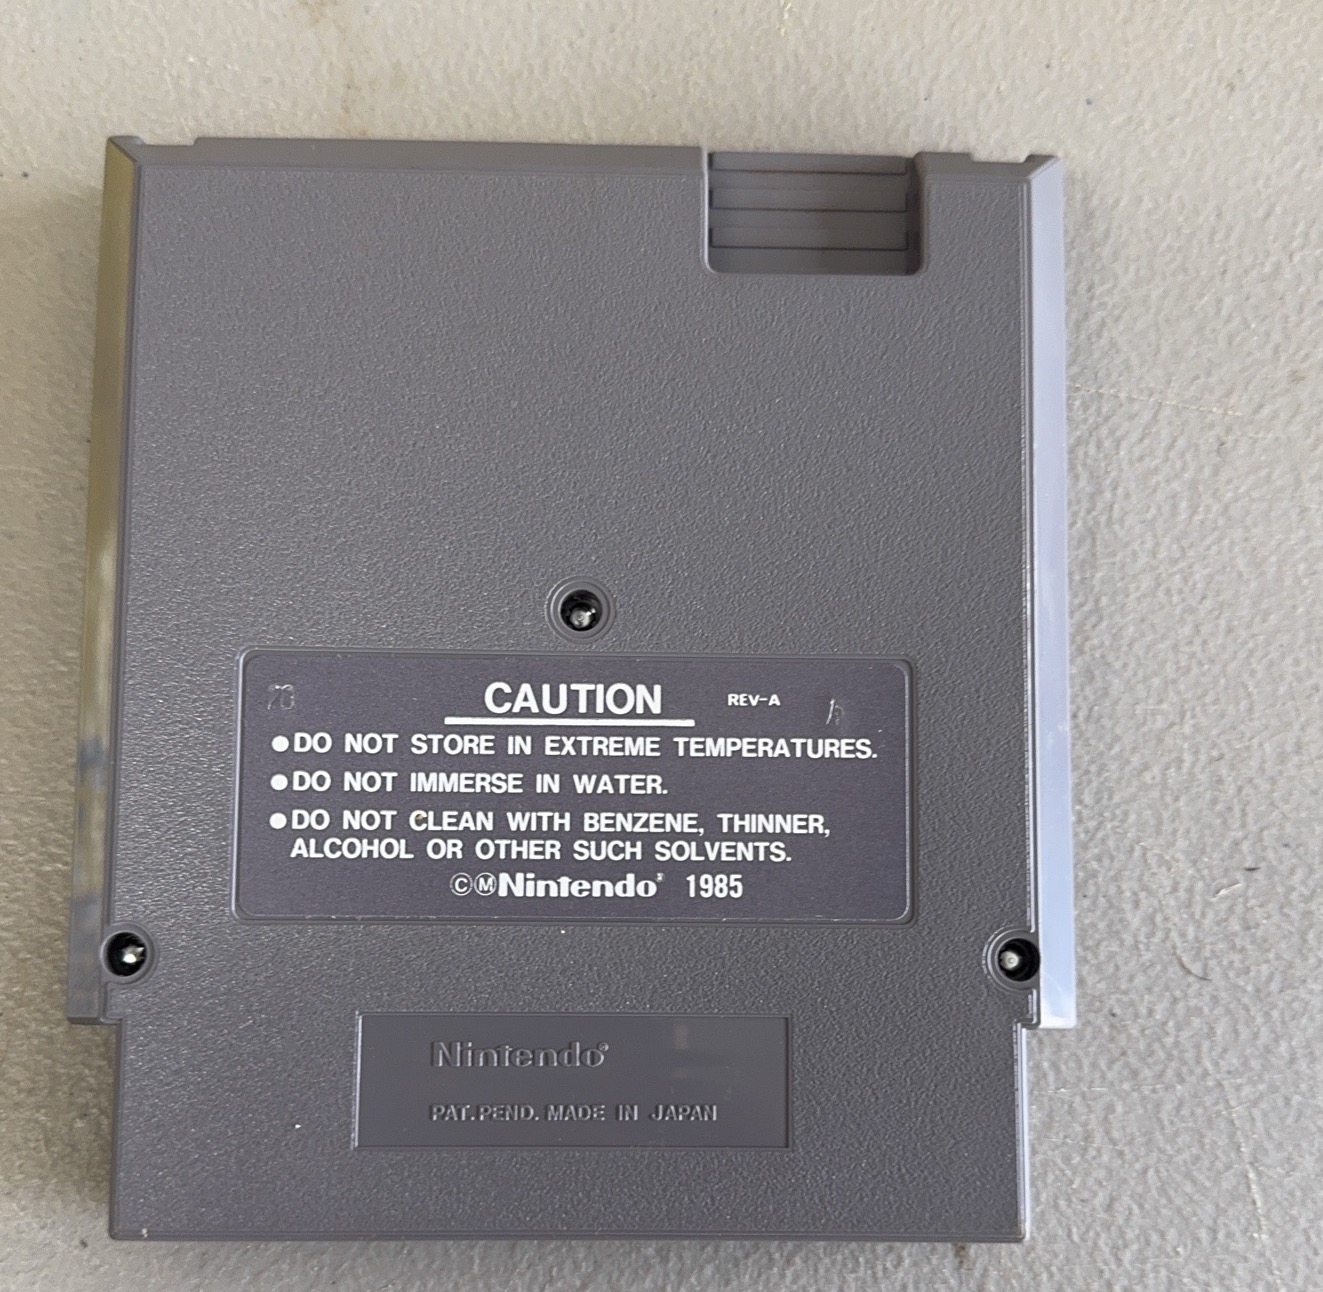 CAUTION REV-A
●DO NOT STORE IN EXTREME TEMPERATURES.
●DO NOT IMMERSE IN WATER.
●DO NOT CLEAN WITH BENZENE, THINNER,
ALCOHOL OR OTHER SUCH SOLVENTS.
ⒸⓂNintendo® 1985
Nintendo®
PAT. PEND. MADE IN JAPAN